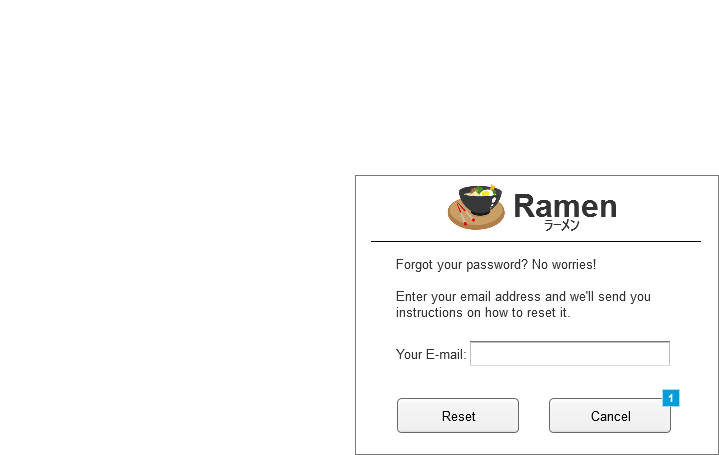 Ramen
ラーメン
Forgot your password? No worries!
Enter your email address and we'll send you
instructions on how to reset it.
Your E-mail:
1
Reset
Cancel